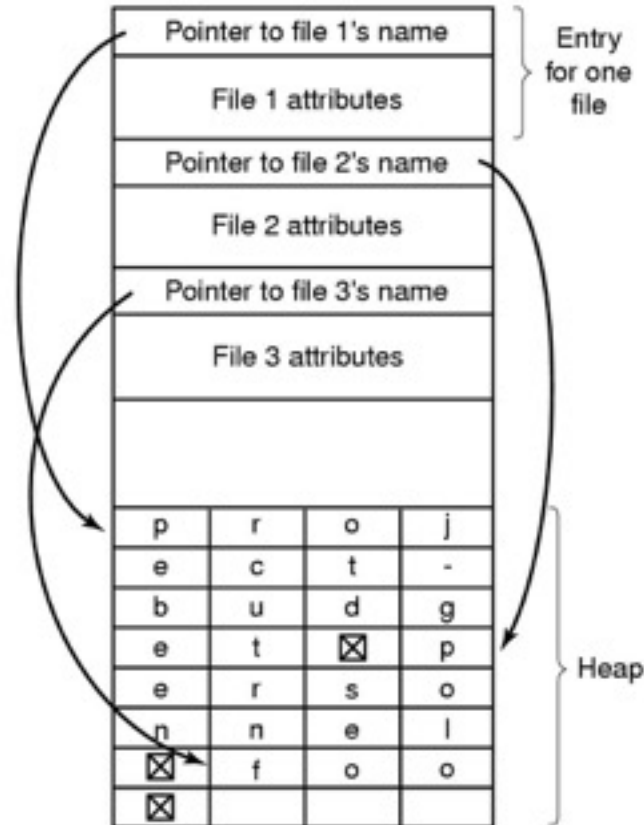 Pointer to file 1's name
Entry
for one
file
File 1 attributes
Pointer to file 2's name
File 2 attributes
Pointer to file 3's name
File 3 attributes
p r o j
e c t -
b u d g
e t ☒ p
e r s o
n n e l
☒ f o o
☒
Heap